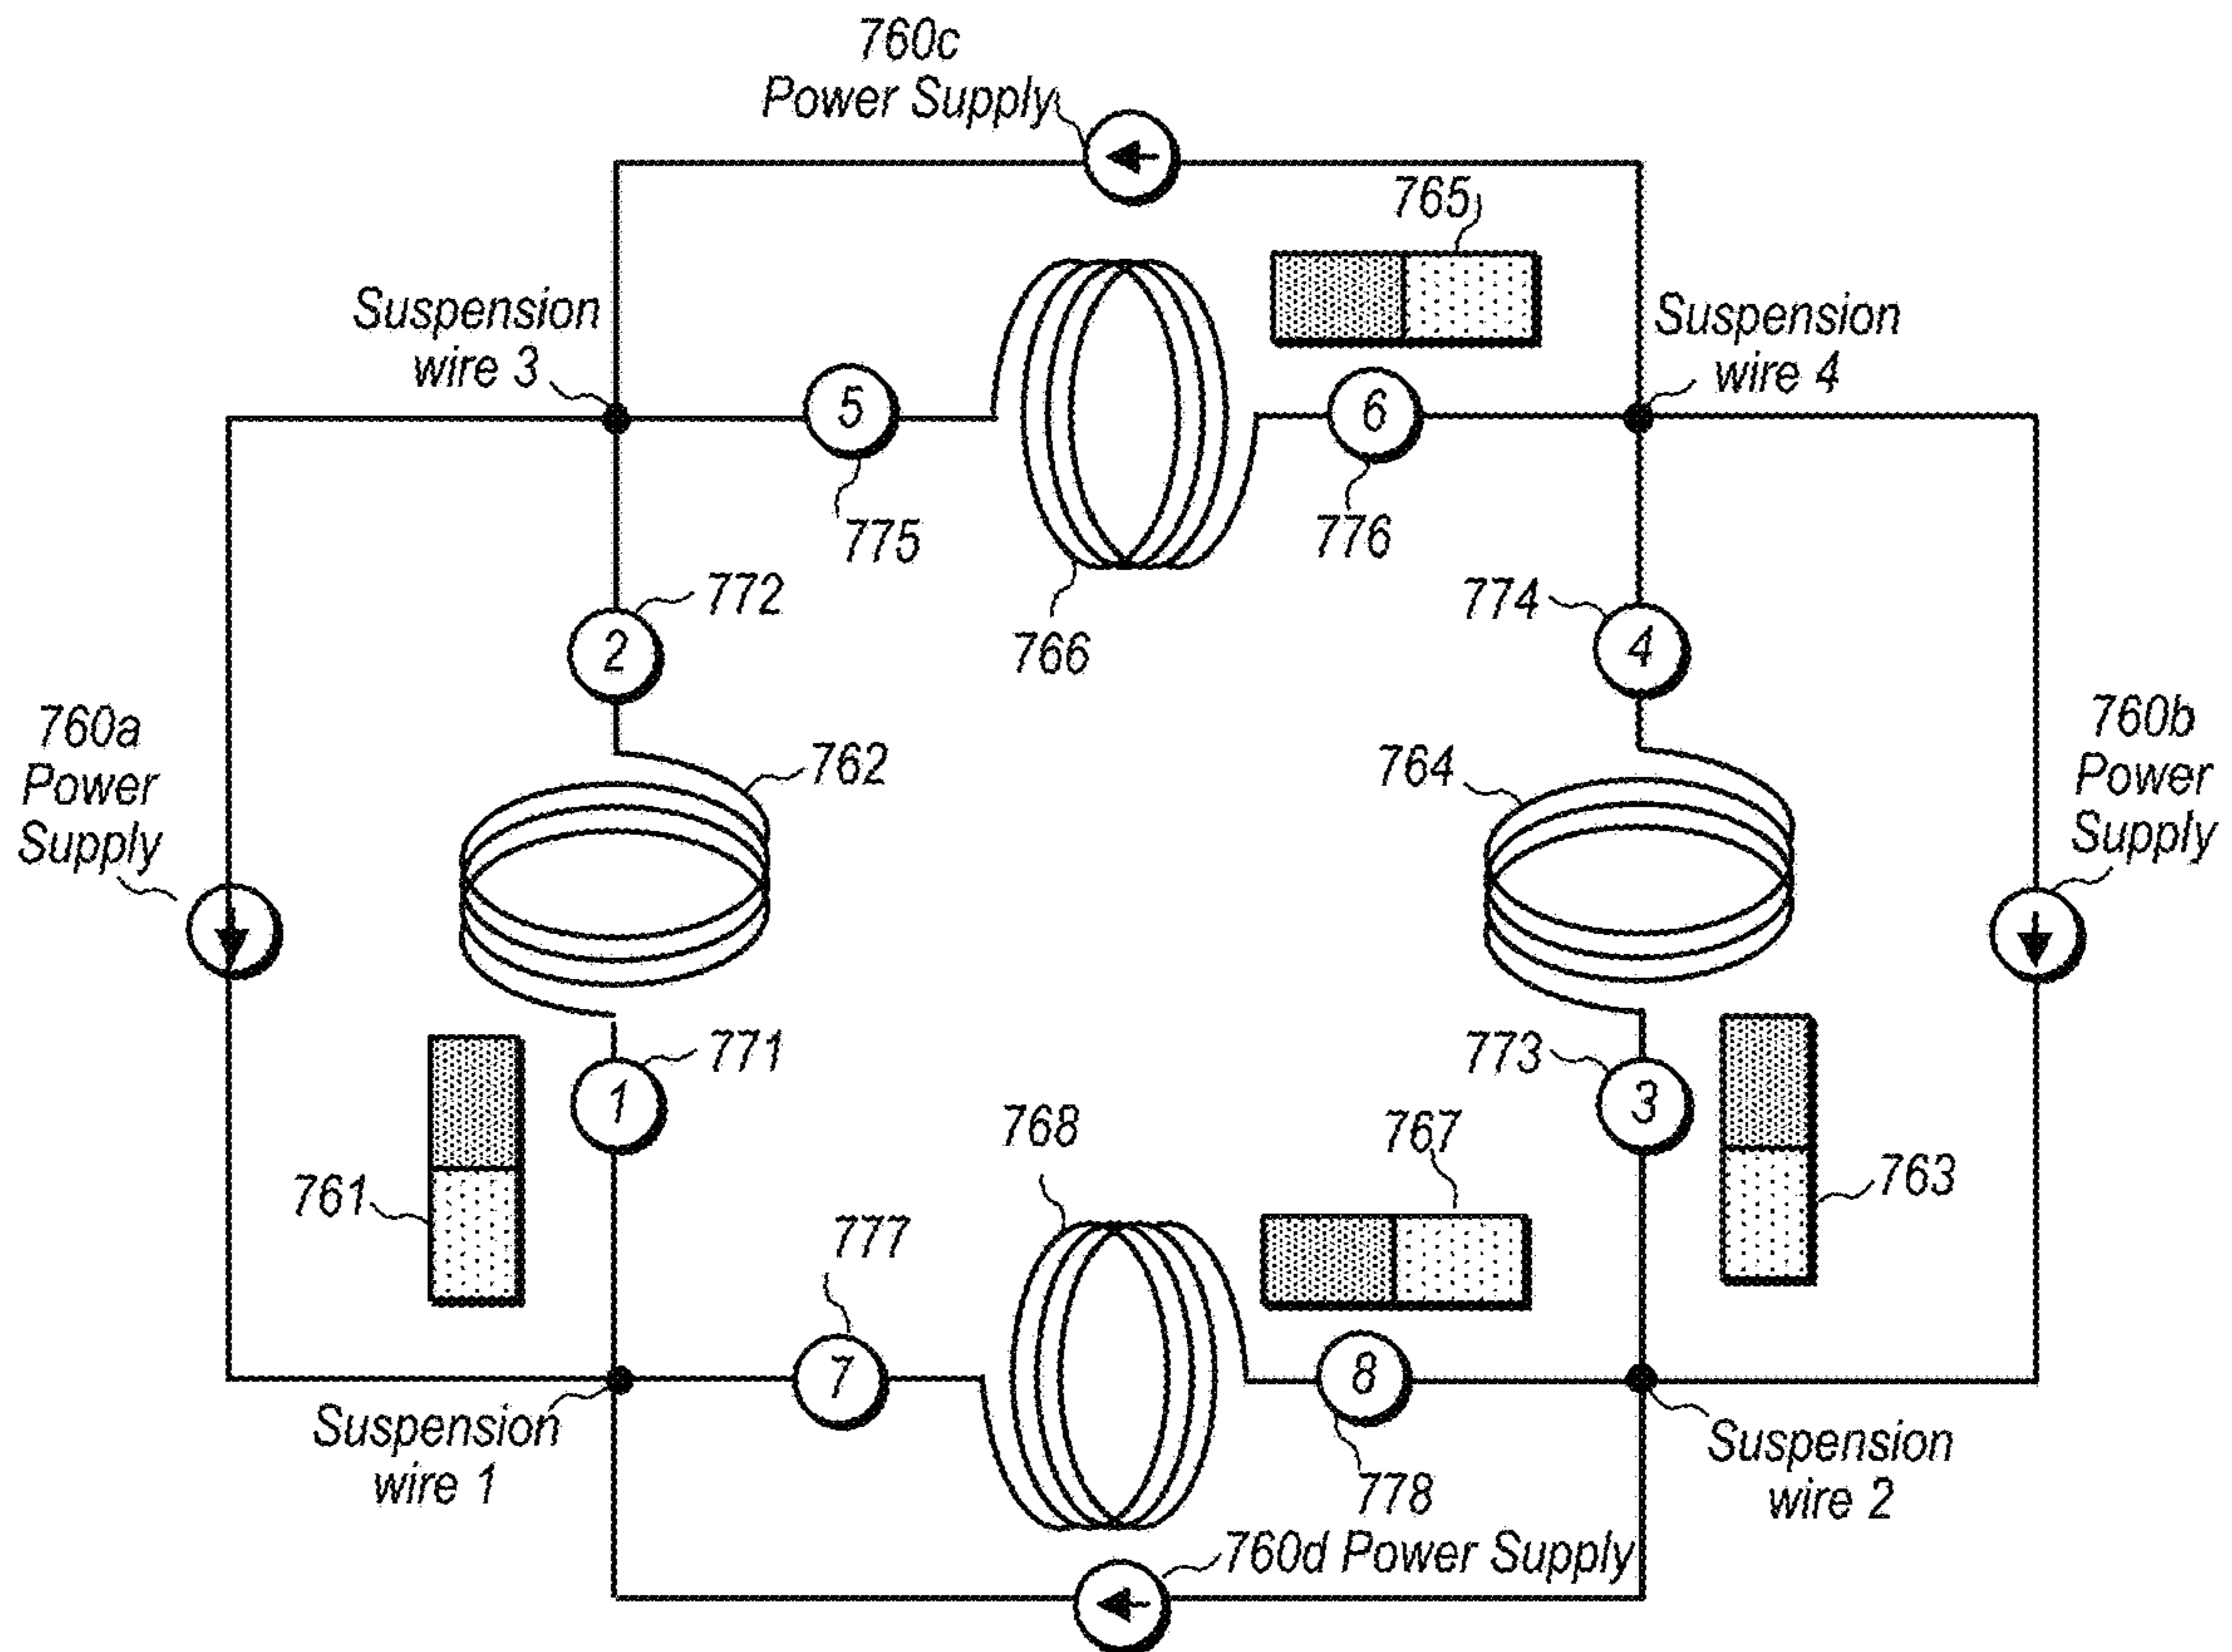 760c
Power Supply
765
Suspension
wire 3
Suspension
wire 4
5
6
775
776
772
774
766
2
4
760a
Power
Supply
760b
Power
Supply
762
764
771
773
1
3
768
767
761
763
777
7
8
Suspension
wire 1
Suspension
wire 2
778
760d Power Supply